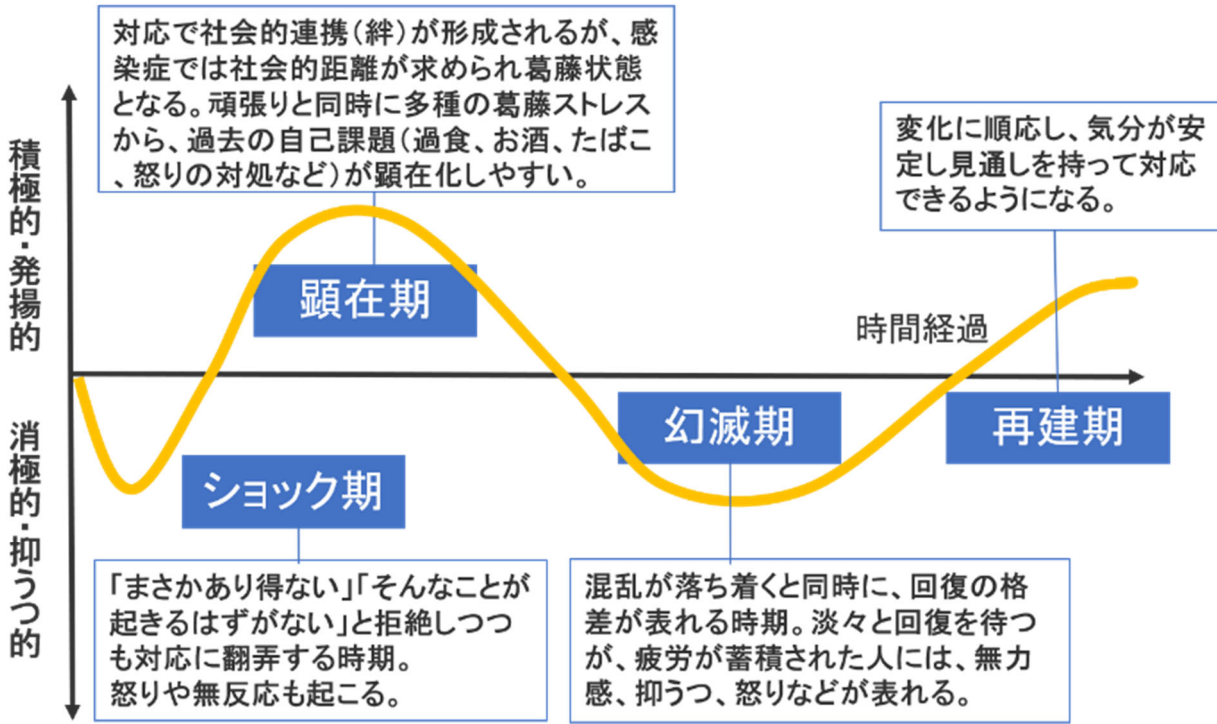 対応で社会的連携(絆)が形成されるが、感
染症では社会的距離が求められ葛藤状態
となる。頑張りと同時に多種の葛藤ストレス
から、過去の自己課題(過食、お酒、たばこ
、怒りの対処など)が顕在化しやすい。
変化に順応し、気分が安
定し見通しを持って対応
できるようになる。
積極的・発揚的
顕在期
時間経過
消極的・抑うつ的
幻滅期
再建期
ショック期
「まさかあり得ない」「そんなことが
起きるはずがない」と拒絶しつつ
も対応に翻弄する時期。
怒りや無反応も起こる。
混乱が落ち着くと同時に、回復の格
差が表れる時期。淡々と回復を待つ
が、疲労が蓄積された人には、無力
感、抑うつ、怒りなどが表れる。